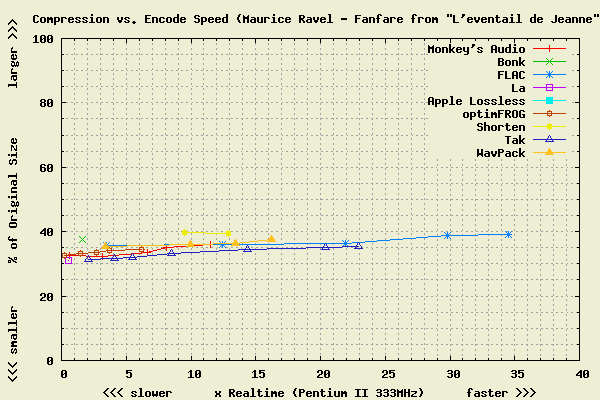 Compression vs. Encode Speed (Maurice Ravel - Fanfare from "L'eventail de Jeanne"
<<< smaller % of Original Size larger >>>
100
80
60
40
20
0
Monkey's Audio
Bonk
FLAC
La
Apple Lossless
optimFROG
Shorten
Tak
WavPack
0 5 10 15 20 25 30 35 40
<<< slower x Realtime (Pentium II 333MHz) faster >>>